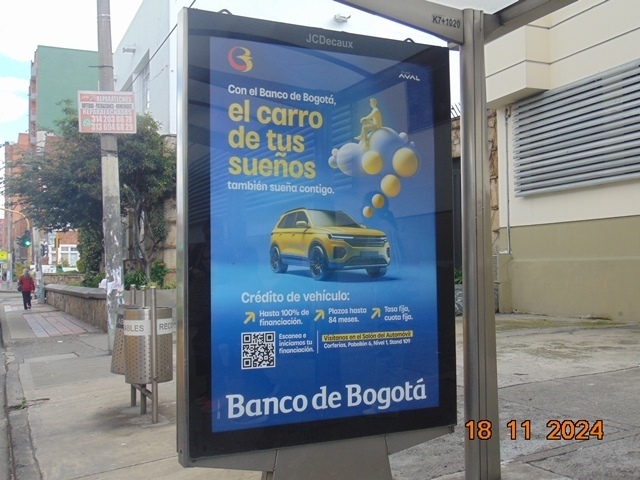 JCDecaux
K7+1020
AVAL
Con el Banco de Bogotá,
el carro
de tus
sueños
también sueña contigo.
Crédito de vehículo:
Hasta 100% de
financiación.
Plazos hasta
84 meses.
Tasa fija,
cuota fija.
Escanea e
iniciamos tu
financiación.
Visítanos en el Salón del Automóvil
Corferias, Pabellón 6, Nivel 1, Stand 109
Banco de Bogotá
18 11 2024